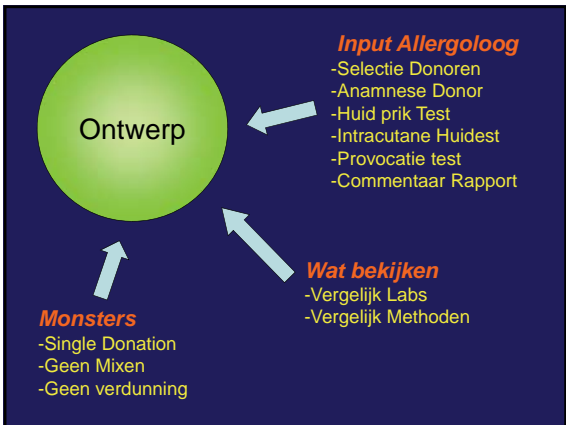 Ontwerp
Input Allergoloog
-Selectie Donoren
-Anamnese Donor
-Huid prik Test
-Intracutane Huidest
-Provocatie test
-Commentaar Rapport
Wat bekijken
-Vergelijk Labs
-Vergelijk Methoden
Monsters
-Single Donation
-Geen Mixen
-Geen verdunning